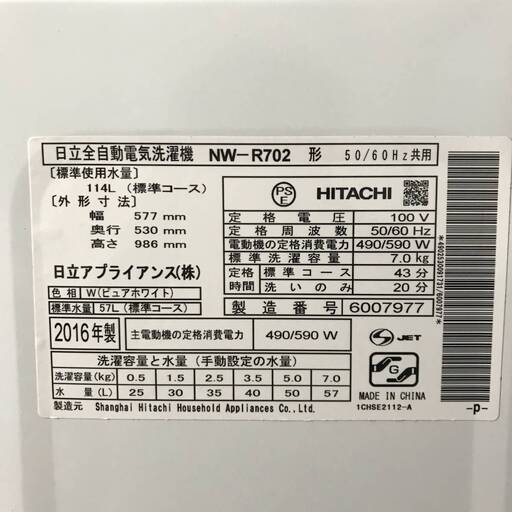 日立全自動電気洗濯機 NW-R702 形 50/60Hz共用
〔標準使用水量〕
114L (標準コース)
〔外形寸法〕
幅 577 mm
奥行 530 mm
高さ 986 mm
日立アプライアンス(株)
色相 W(ピュアホワイト)
標準水量 57L(標準コース)
PS
E
HITACHI
定格電圧 100 V
定格周波数 50/60 Hz
電動機の定格消費電力 490/590 W
標準洗濯容量 7.0kg
定格時間 標準コース 43分
洗いのみ 20分
製造番号 6007977
2016年製 主電動機の定格消費電力 490/590 W
S JET
洗濯容量と水量 (手動設定の水量)
洗濯容量(kg) 0.5 1.5 2.5 3.5 5.0 7.0
水量(L) 25 30 35 40 50 57
G
MADE IN CHINA
製造元 Shanghai Hitachi Household Appliances Co.,Ltd.
1CHSE2112-A
-p-